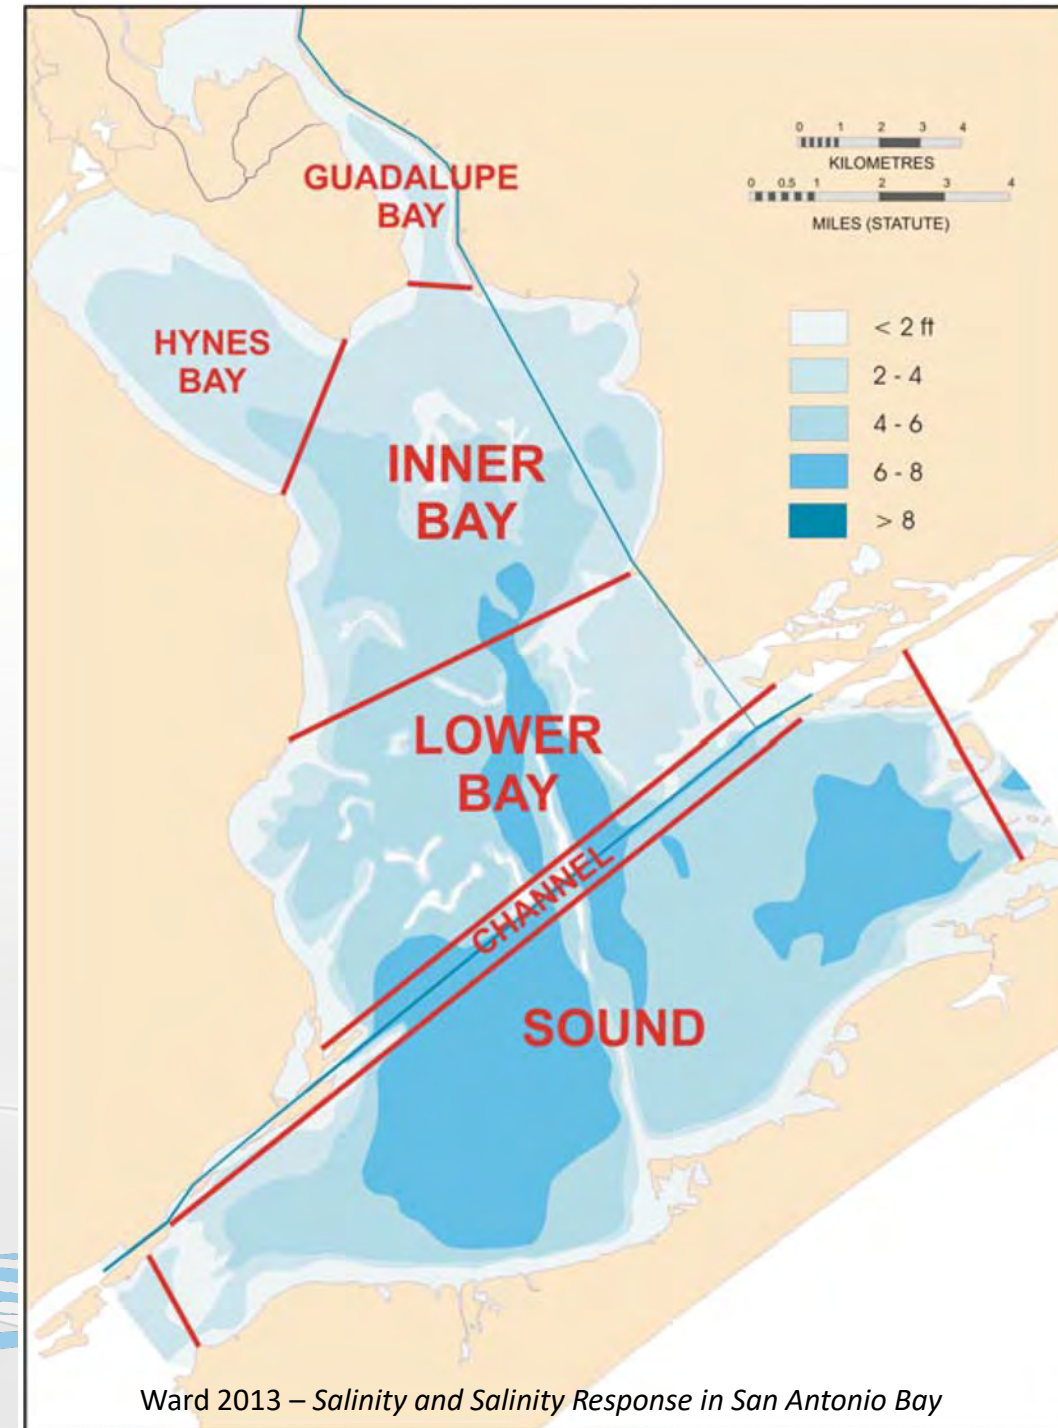 0 1 2 3 4
KILOMETRES
0 0.5 1 2 3 4
MILES (STATUTE)
GUADALUPE
BAY
HYNES
BAY
< 2 ft
2 - 4
4 - 6
6 - 8
> 8
INNER
BAY
LOWER
BAY
CHANNEL
SOUND
Ward 2013 – Salinity and Salinity Response in San Antonio Bay